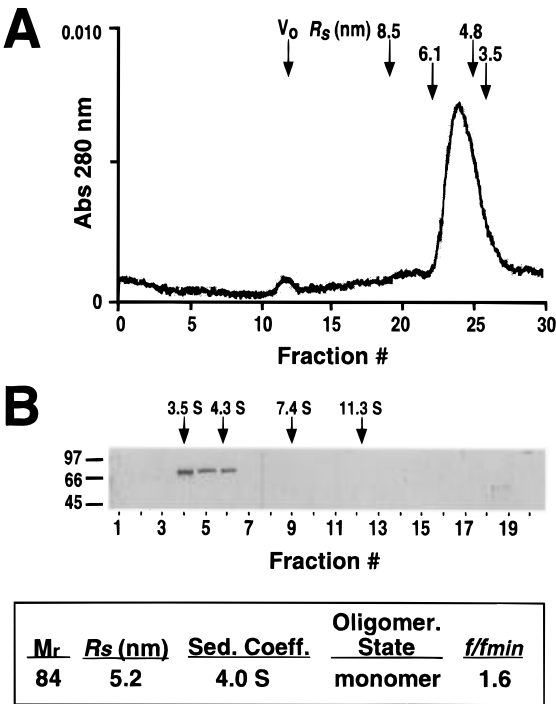 A
0.010
V₀ Rs (nm) 8.5
4.8
6.1
3.5
Abs 280 nm
0
0 5 10 15 20 25 30
Fraction #
B
3.5 S 4.3 S 7.4 S 11.3 S
97
66
45
1 3 5 7 9 11 13 15 17 19
Fraction #
Oligomer.
Mr Rs (nm) Sed. Coeff. State f/fmin
84 5.2 4.0 S monomer 1.6